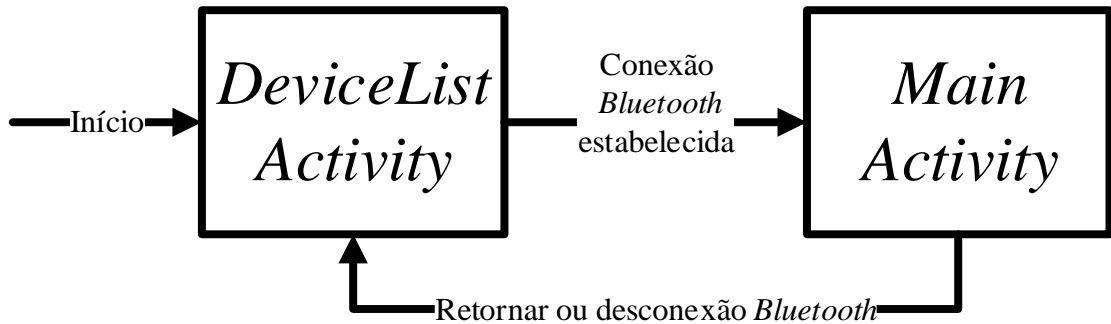 Início
DeviceList
Activity
Conexão
Bluetooth
estabelecida
Main
Activity
Retornar ou desconexão Bluetooth